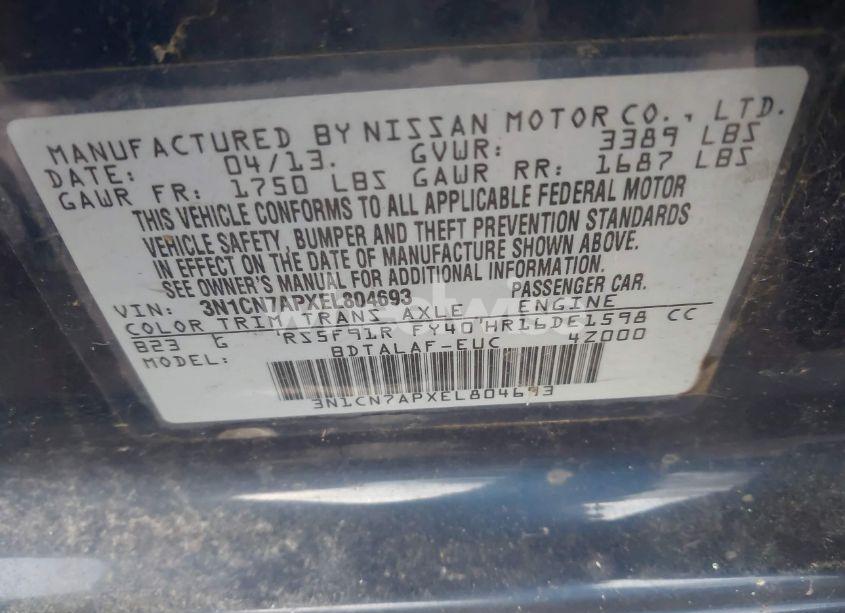 MANUFACTURED BY NISSAN MOTOR CO., LTD.
DATE: 04/13. GVWR: 3389 LBS
GAWR FR: 1750 LBS GAWR RR: 1687 LBS
THIS VEHICLE CONFORMS TO ALL APPLICABLE FEDERAL MOTOR
VEHICLE SAFETY, BUMPER AND THEFT PREVENTION STANDARDS
IN EFFECT ON THE DATE OF MANUFACTURE SHOWN ABOVE.
SEE OWNER'S MANUAL FOR ADDITIONAL INFORMATION.
VIN: 3N1CN7APXEL804693 PASSENGER CAR.
COLOR TRIM TRANS AXLE ENGINE
B23 G RS5F91R FY40 HR16DE1598 CC
MODEL: BDTALAF-EUC 4Z000
3N1CN7APXEL804693